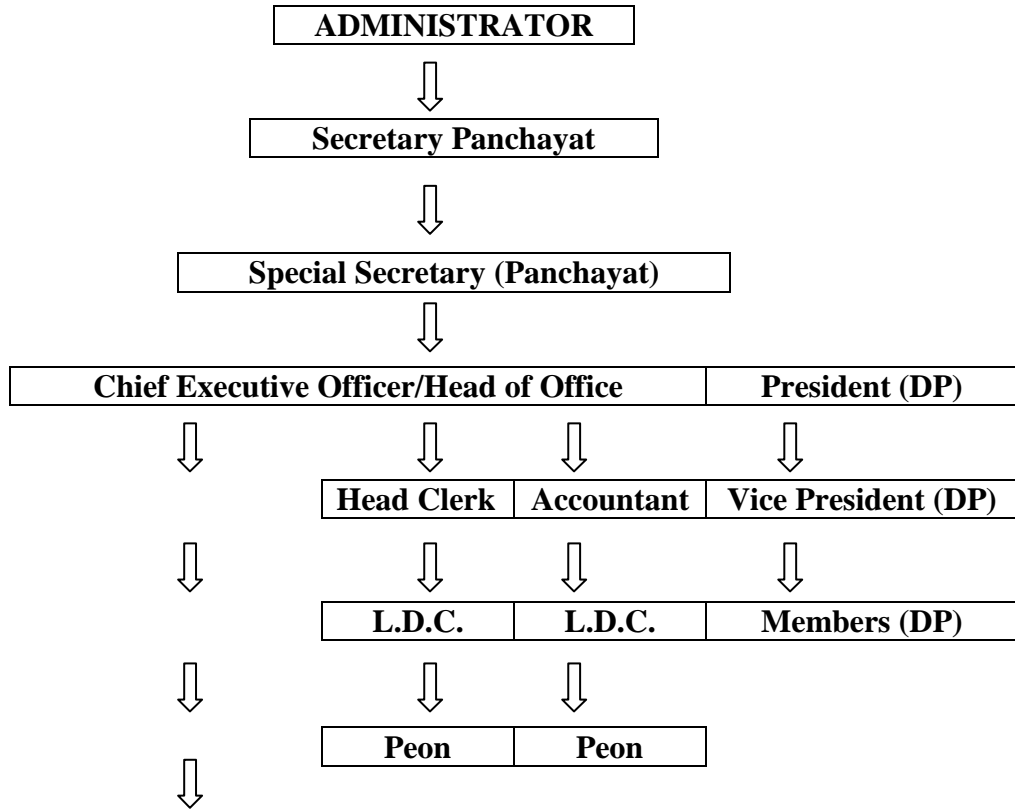 ADMINISTRATOR
Secretary Panchayat
Special Secretary (Panchayat)
Chief Executive Officer/Head of Office President (DP)
Head Clerk Accountant Vice President (DP)
L.D.C. L.D.C. Members (DP)
Peon Peon